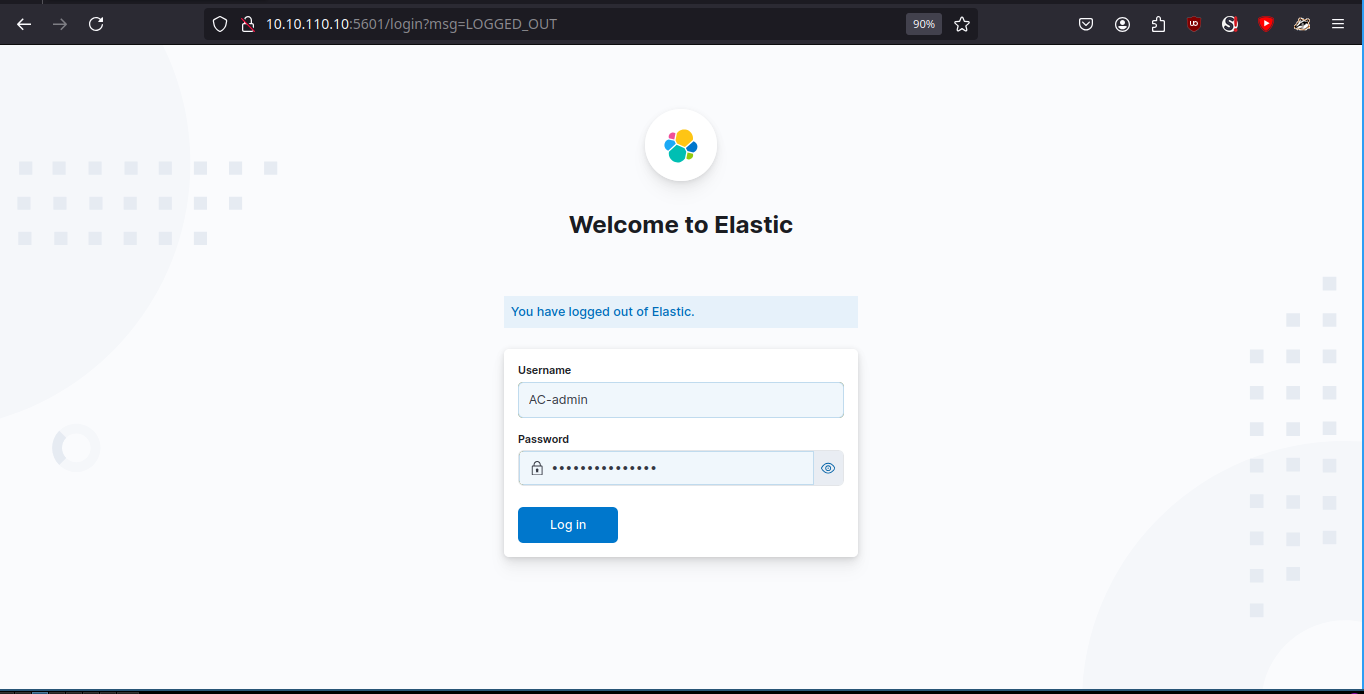 10.10.110.10:5601/login?msg=LOGGED_OUT
90%
Welcome to Elastic
You have logged out of Elastic.
Username
AC-admin
Password
•••••••••••••••
Log in